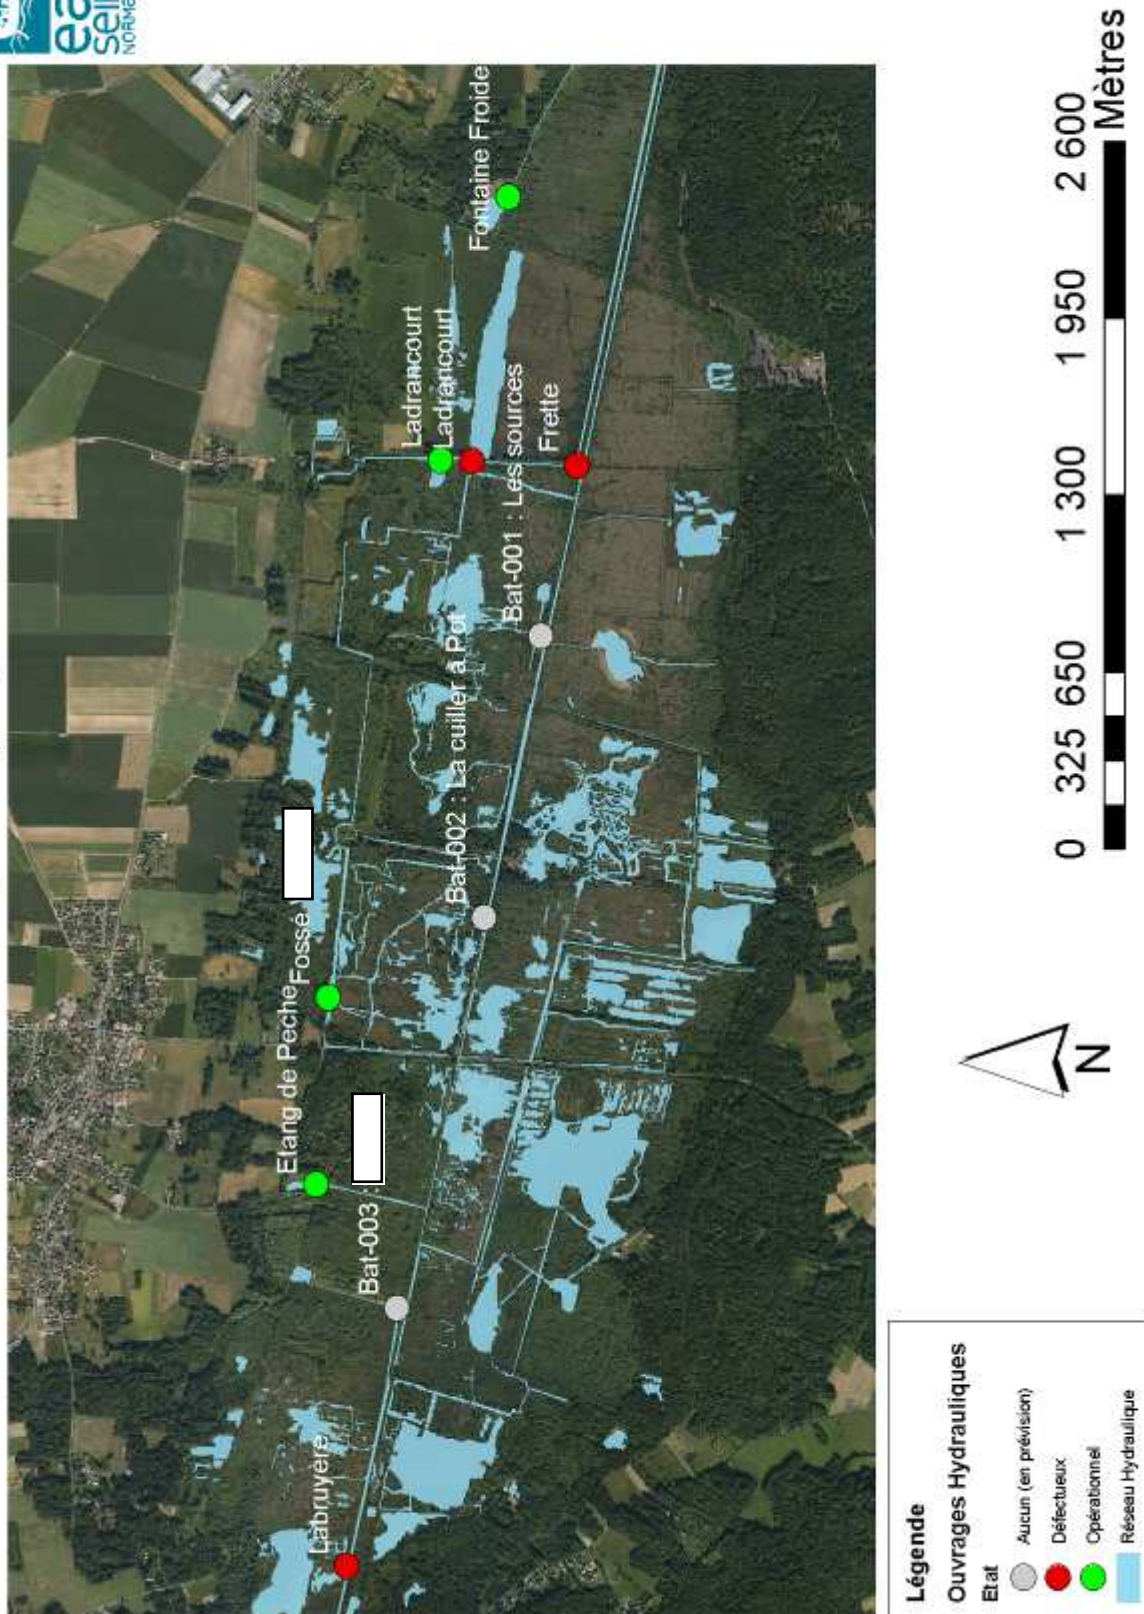 Fontaine Froide
Ladrancourt
Ladrancourt
Bat-001 : Les sources
Frette
Bat-002 : La cuiller à Pot
Fossé
Etang de Peche
Bat-003 :
Labruyère
Légende
Ouvrages Hydrauliques
Etat
Aucun (en prévision)
Défectueux
Opérationnel
Réseau Hydraulique
N
0 325 650 1 300 1 950 2 600
Mètres